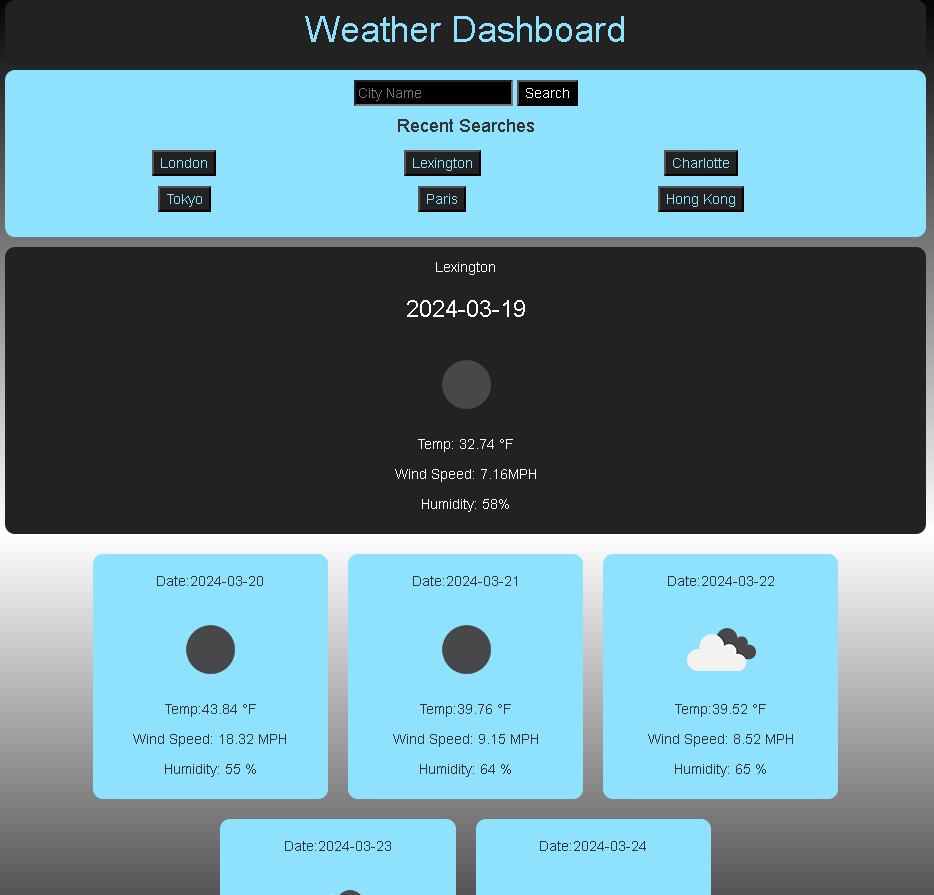 Weather Dashboard
City Name Search
Recent Searches
London Lexington Charlotte
Tokyo Paris Hong Kong
Lexington
2024-03-19
Temp: 32.74 °F
Wind Speed: 7.16MPH
Humidity: 58%
Date:2024-03-20 Date:2024-03-21 Date:2024-03-22
Temp:43.84 °F Temp:39.76 °F Temp:39.52 °F
Wind Speed: 18.32 MPH Wind Speed: 9.15 MPH Wind Speed: 8.52 MPH
Humidity: 55 % Humidity: 64 % Humidity: 65 %
Date:2024-03-23 Date:2024-03-24